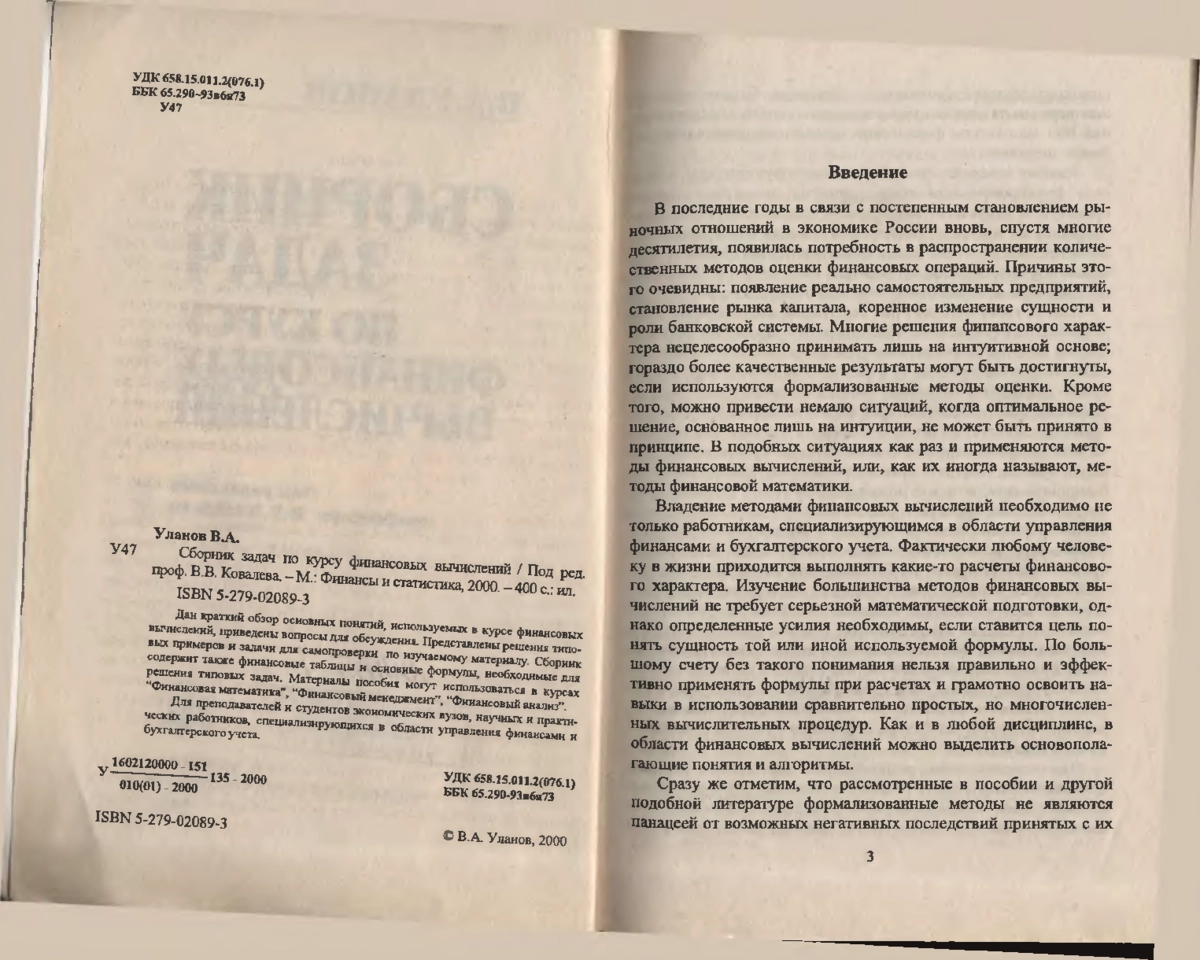 УДК 658.15.011.2(076.1)
ББК 65.290-93в6я73
У47
Уланов В.А.
У47
Сборник задач по курсу финансовых вычислений / Под ред.
проф. В.В. Ковалева. – М.: Финансы и статистика, 2000. – 400 с.: ил.
ISBN 5-279-02089-3
Дан краткий обзор основных понятий, используемых в курсе финансовых
вычислений, приведены вопросы для обсуждения. Представлены решения типо-
вых примеров и задачи для самопроверки по изучаемому материалу. Сборник
содержит также финансовые таблицы и основные формулы, необходимые для
решения типовых задач. Материалы пособия могут использоваться в курсах
“Финансовая математика”, “Финансовый менеджмент”, “Финансовый анализ”.
Для преподавателей и студентов экономических вузов, научных и практи-
ческих работников, специализирующихся в области управления финансами и
бухгалтерского учета.
У 1602120000 - 151
135 - 2000
010(01) - 2000
УДК 658.15.011.2(076.1)
ББК 65.290-93в6я73
ISBN 5-279-02089-3
© В.А. Уланов, 2000
Введение
В последние годы в связи с постепенным становлением ры-
ночных отношений в экономике России вновь, спустя многие
десятилетия, появилась потребность в распространении количе-
ственных методов оценки финансовых операций. Причины это-
го очевидны: появление реально самостоятельных предприятий,
становление рынка капитала, коренное изменение сущности и
роли банковской системы. Многие решения финансового харак-
тера нецелесообразно принимать лишь на интуитивной основе;
гораздо более качественные результаты могут быть достигнуты,
если используются формализованные методы оценки. Кроме
того, можно привести немало ситуаций, когда оптимальное ре-
шение, основанное лишь на интуиции, не может быть принято в
принципе. В подобных ситуациях как раз и применяются мето-
ды финансовых вычислений, или, как их иногда называют, ме-
тоды финансовой математики.
Владение методами финансовых вычислений необходимо не
только работникам, специализирующимся в области управления
финансами и бухгалтерского учета. Фактически любому челове-
ку в жизни приходится выполнять какие-то расчеты финансово-
го характера. Изучение большинства методов финансовых вы-
числений не требует серьезной математической подготовки, од-
нако определенные усилия необходимы, если ставится цель по-
нять сущность той или иной используемой формулы. По боль-
шому счету без такого понимания нельзя правильно и эффек-
тивно применять формулы при расчетах и грамотно освоить на-
выки в использовании сравнительно простых, но многочислен-
ных вычислительных процедур. Как и в любой дисциплине, в
области финансовых вычислений можно выделить основопола-
гающие понятия и алгоритмы.
Сразу же отметим, что рассмотренные в пособии и другой
подобной литературе формализованные методы не являются
панацеей от возможных негативных последствий принятых с их
3